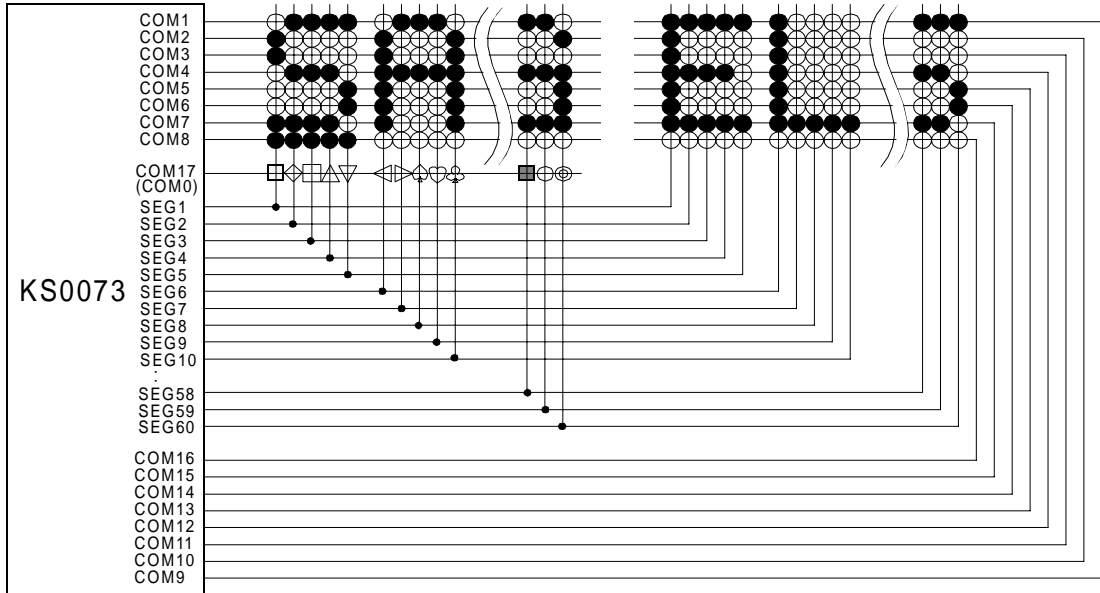 COM1
COM2
COM3
COM4
COM5
COM6
COM7
COM8
COM17
(COM0)
SEG1
SEG2
SEG3
SEG4
SEG5
KS0073
SEG6
SEG7
SEG8
SEG9
SEG10
:
SEG58
SEG59
SEG60
COM16
COM15
COM14
COM13
COM12
COM11
COM10
COM9